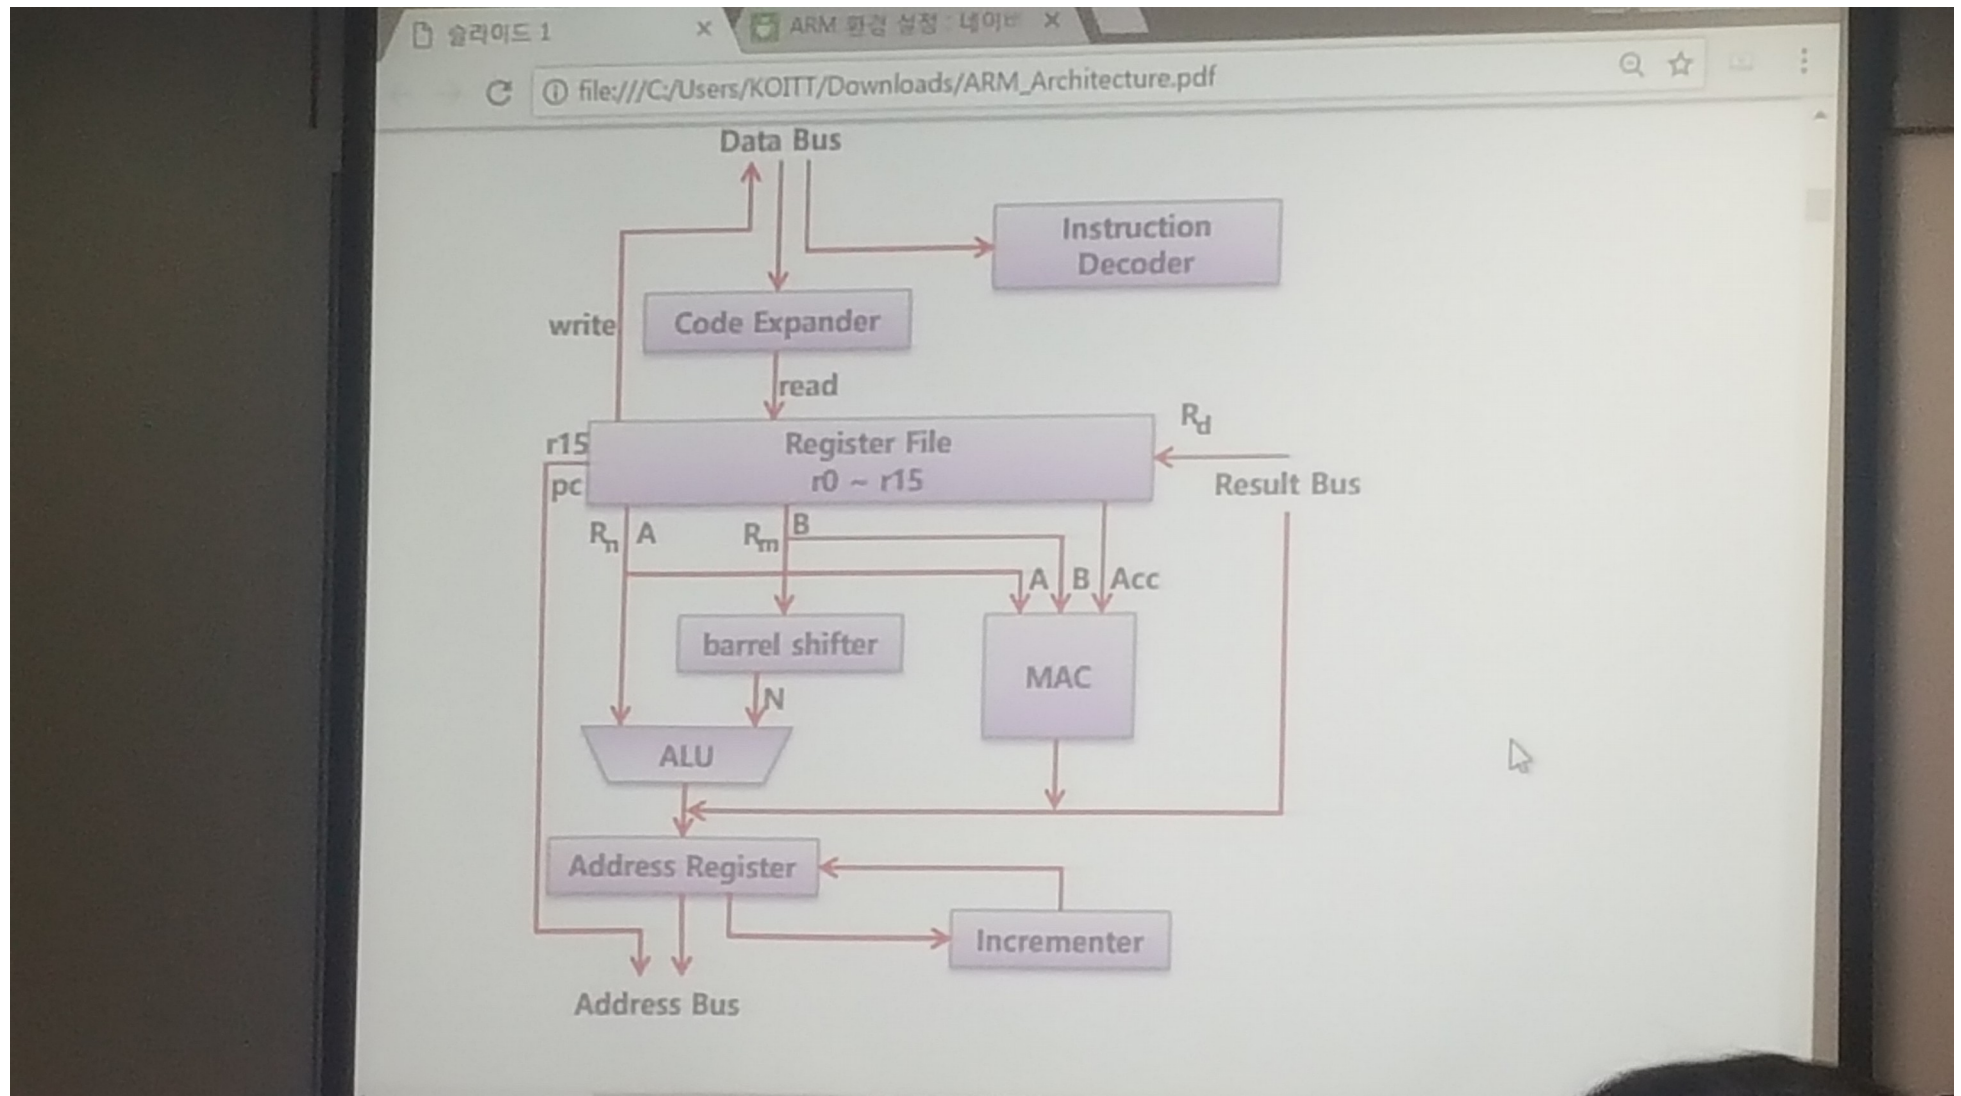 슬라이드 1
ARM 환경 설정 : 네이버
file:///C:/Users/KOITT/Downloads/ARM_Architecture.pdf
Data Bus
Instruction
Decoder
write
Code Expander
read
Rd
r15
Register File
pc
r0 ~ r15
Result Bus
Rn A
Rm B
A B Acc
barrel shifter
MAC
N
ALU
Address Register
Incrementer
Address Bus